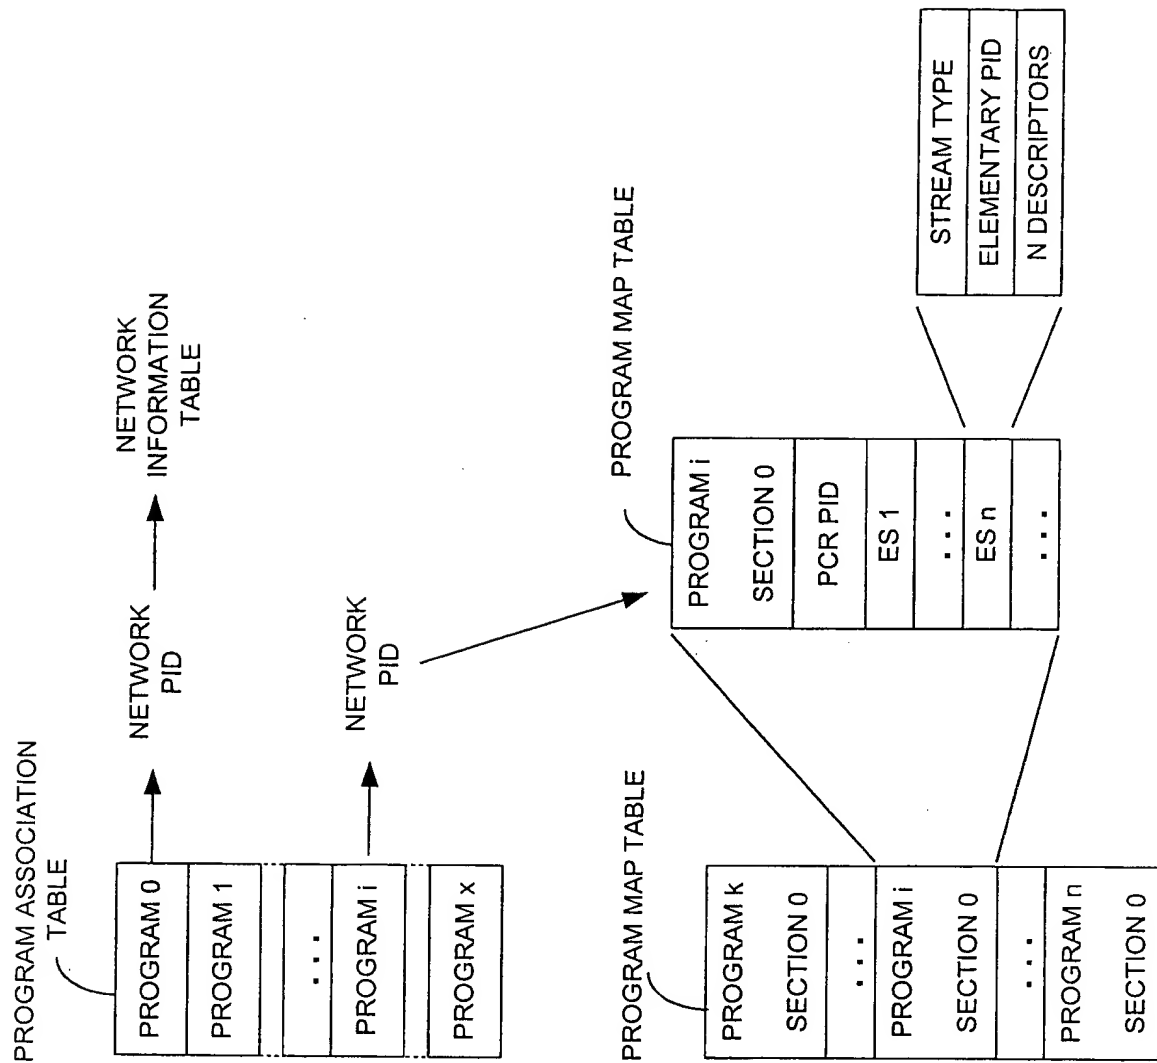 PROGRAM ASSOCIATION
TABLE
PROGRAM 0
PROGRAM 1
. . .
PROGRAM i
PROGRAM x
NETWORK
PID
NETWORK
INFORMATION
TABLE
NETWORK
PID
PROGRAM MAP TABLE
PROGRAM k
SECTION 0
. . .
PROGRAM i
SECTION 0
. . .
PROGRAM n
SECTION 0
PROGRAM MAP TABLE
PROGRAM i
SECTION 0
PCR PID
ES 1
. . .
ES n
. . .
STREAM TYPE
ELEMENTARY PID
N DESCRIPTORS